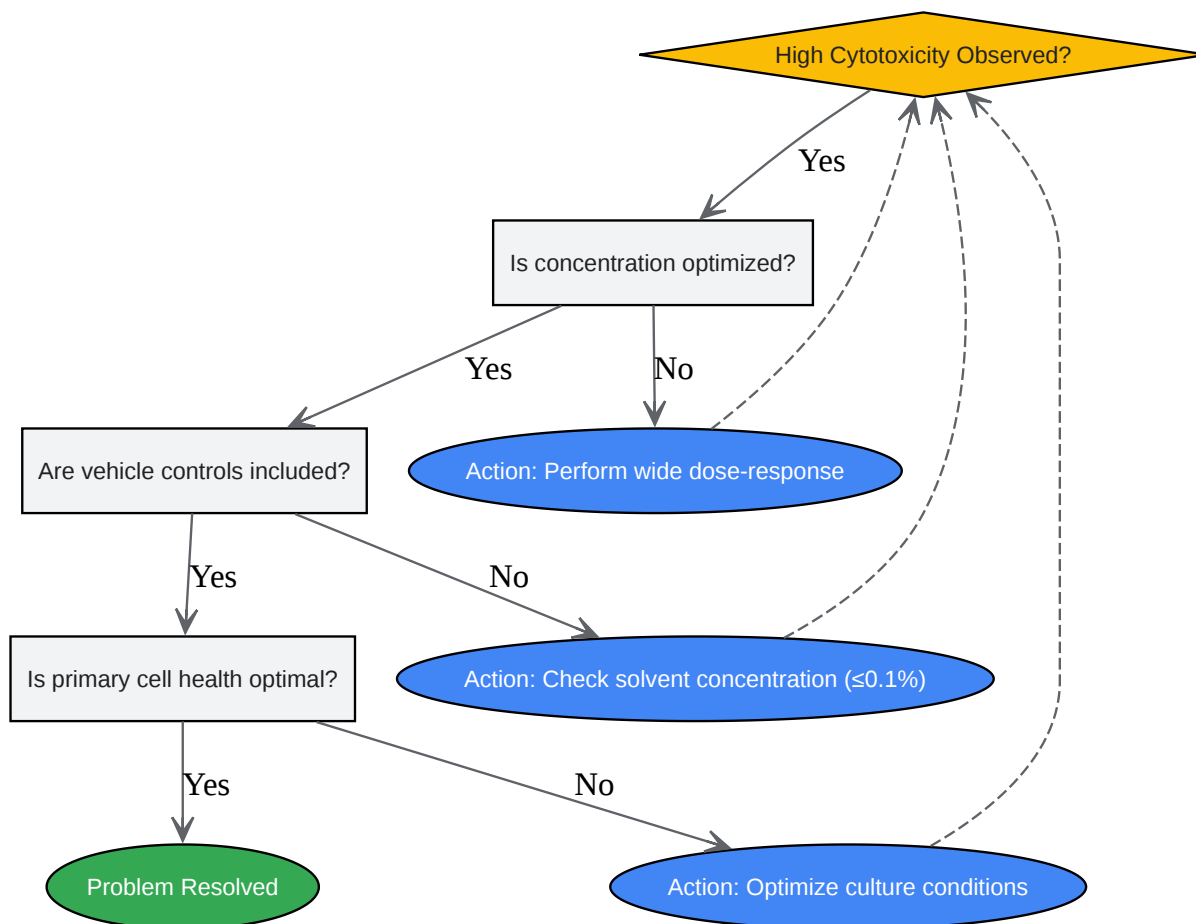 High Cytotoxicity Observed?
Yes
Is concentration optimized?
Yes
No
Are vehicle controls included?
Action: Perform wide dose-response
Yes
No
Is primary cell health optimal?
Action: Check solvent concentration (≤0.1%)
Yes
No
Problem Resolved
Action: Optimize culture conditions